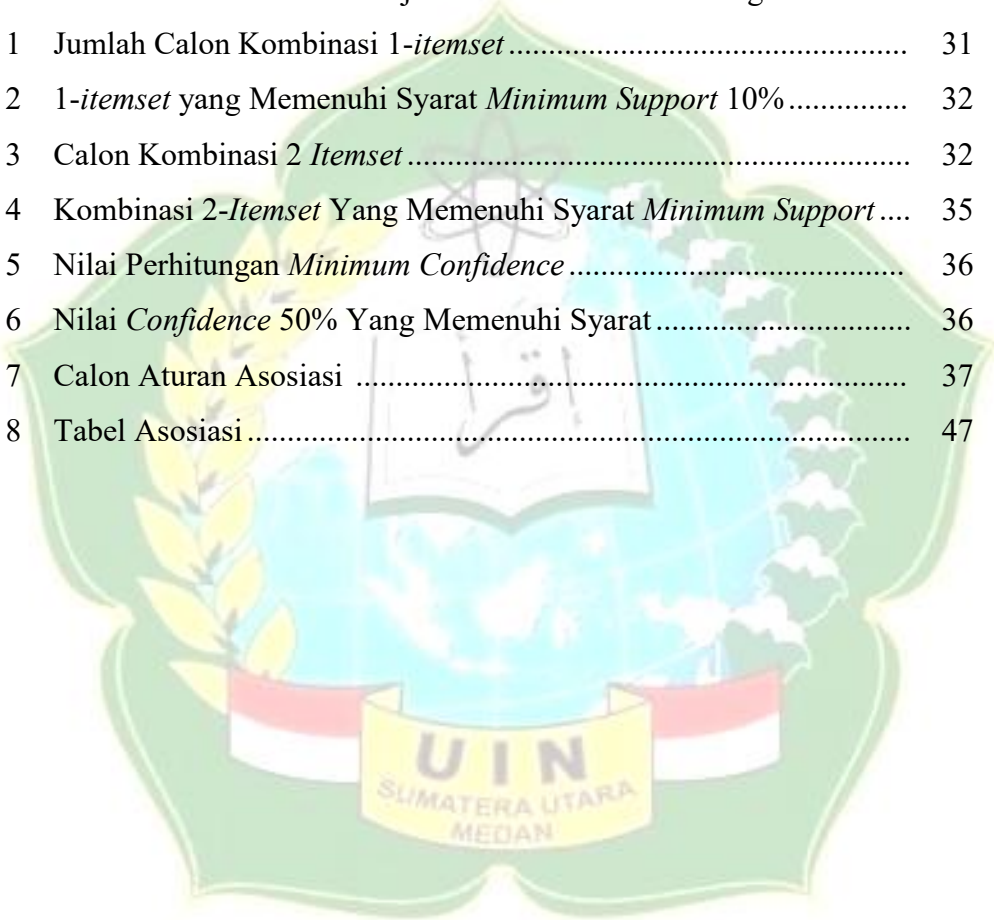 1 Jumlah Calon Kombinasi 1-itemset ................................................. 31
2 1-itemset yang Memenuhi Syarat Minimum Support 10% ............... 32
3 Calon Kombinasi 2 Itemset .............................................................. 32
4 Kombinasi 2-Itemset Yang Memenuhi Syarat Minimum Support .... 35
5 Nilai Perhitungan Minimum Confidence ......................................... 36
6 Nilai Confidence 50% Yang Memenuhi Syarat ................................ 36
7 Calon Aturan Asosiasi .................................................................... 37
8 Tabel Asosiasi .................................................................................. 47
اقرأ
UIN
SUMATERA UTARA
MEDAN